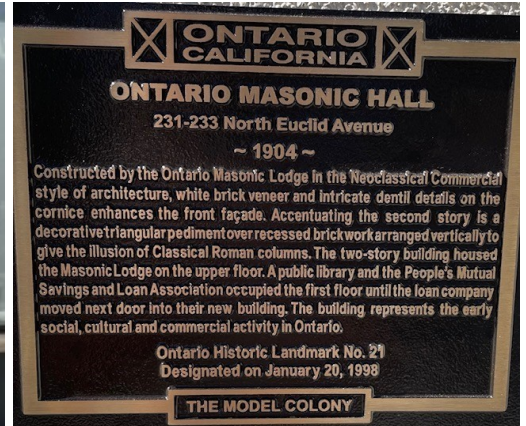 ONTARIO
CALIFORNIA
ONTARIO MASONIC HALL
231-233 North Euclid Avenue
~ 1904 ~
Constructed by the Ontario Masonic Lodge in the Neoclassical Commercial
style of architecture, white brick veneer and intricate dentil details on the
cornice enhances the front façade. Accentuating the second story is a
decorative triangular pediment over recessed brickwork arranged vertically to
give the illusion of Classical Roman columns. The two-story building housed
the Masonic Lodge on the upper floor. A public library and the People's Mutual
Savings and Loan Association occupied the first floor until the loan company
moved next door into their new building. The building represents the early
social, cultural and commercial activity in Ontario.
Ontario Historic Landmark No. 21
Designated on January 20, 1998
THE MODEL COLONY